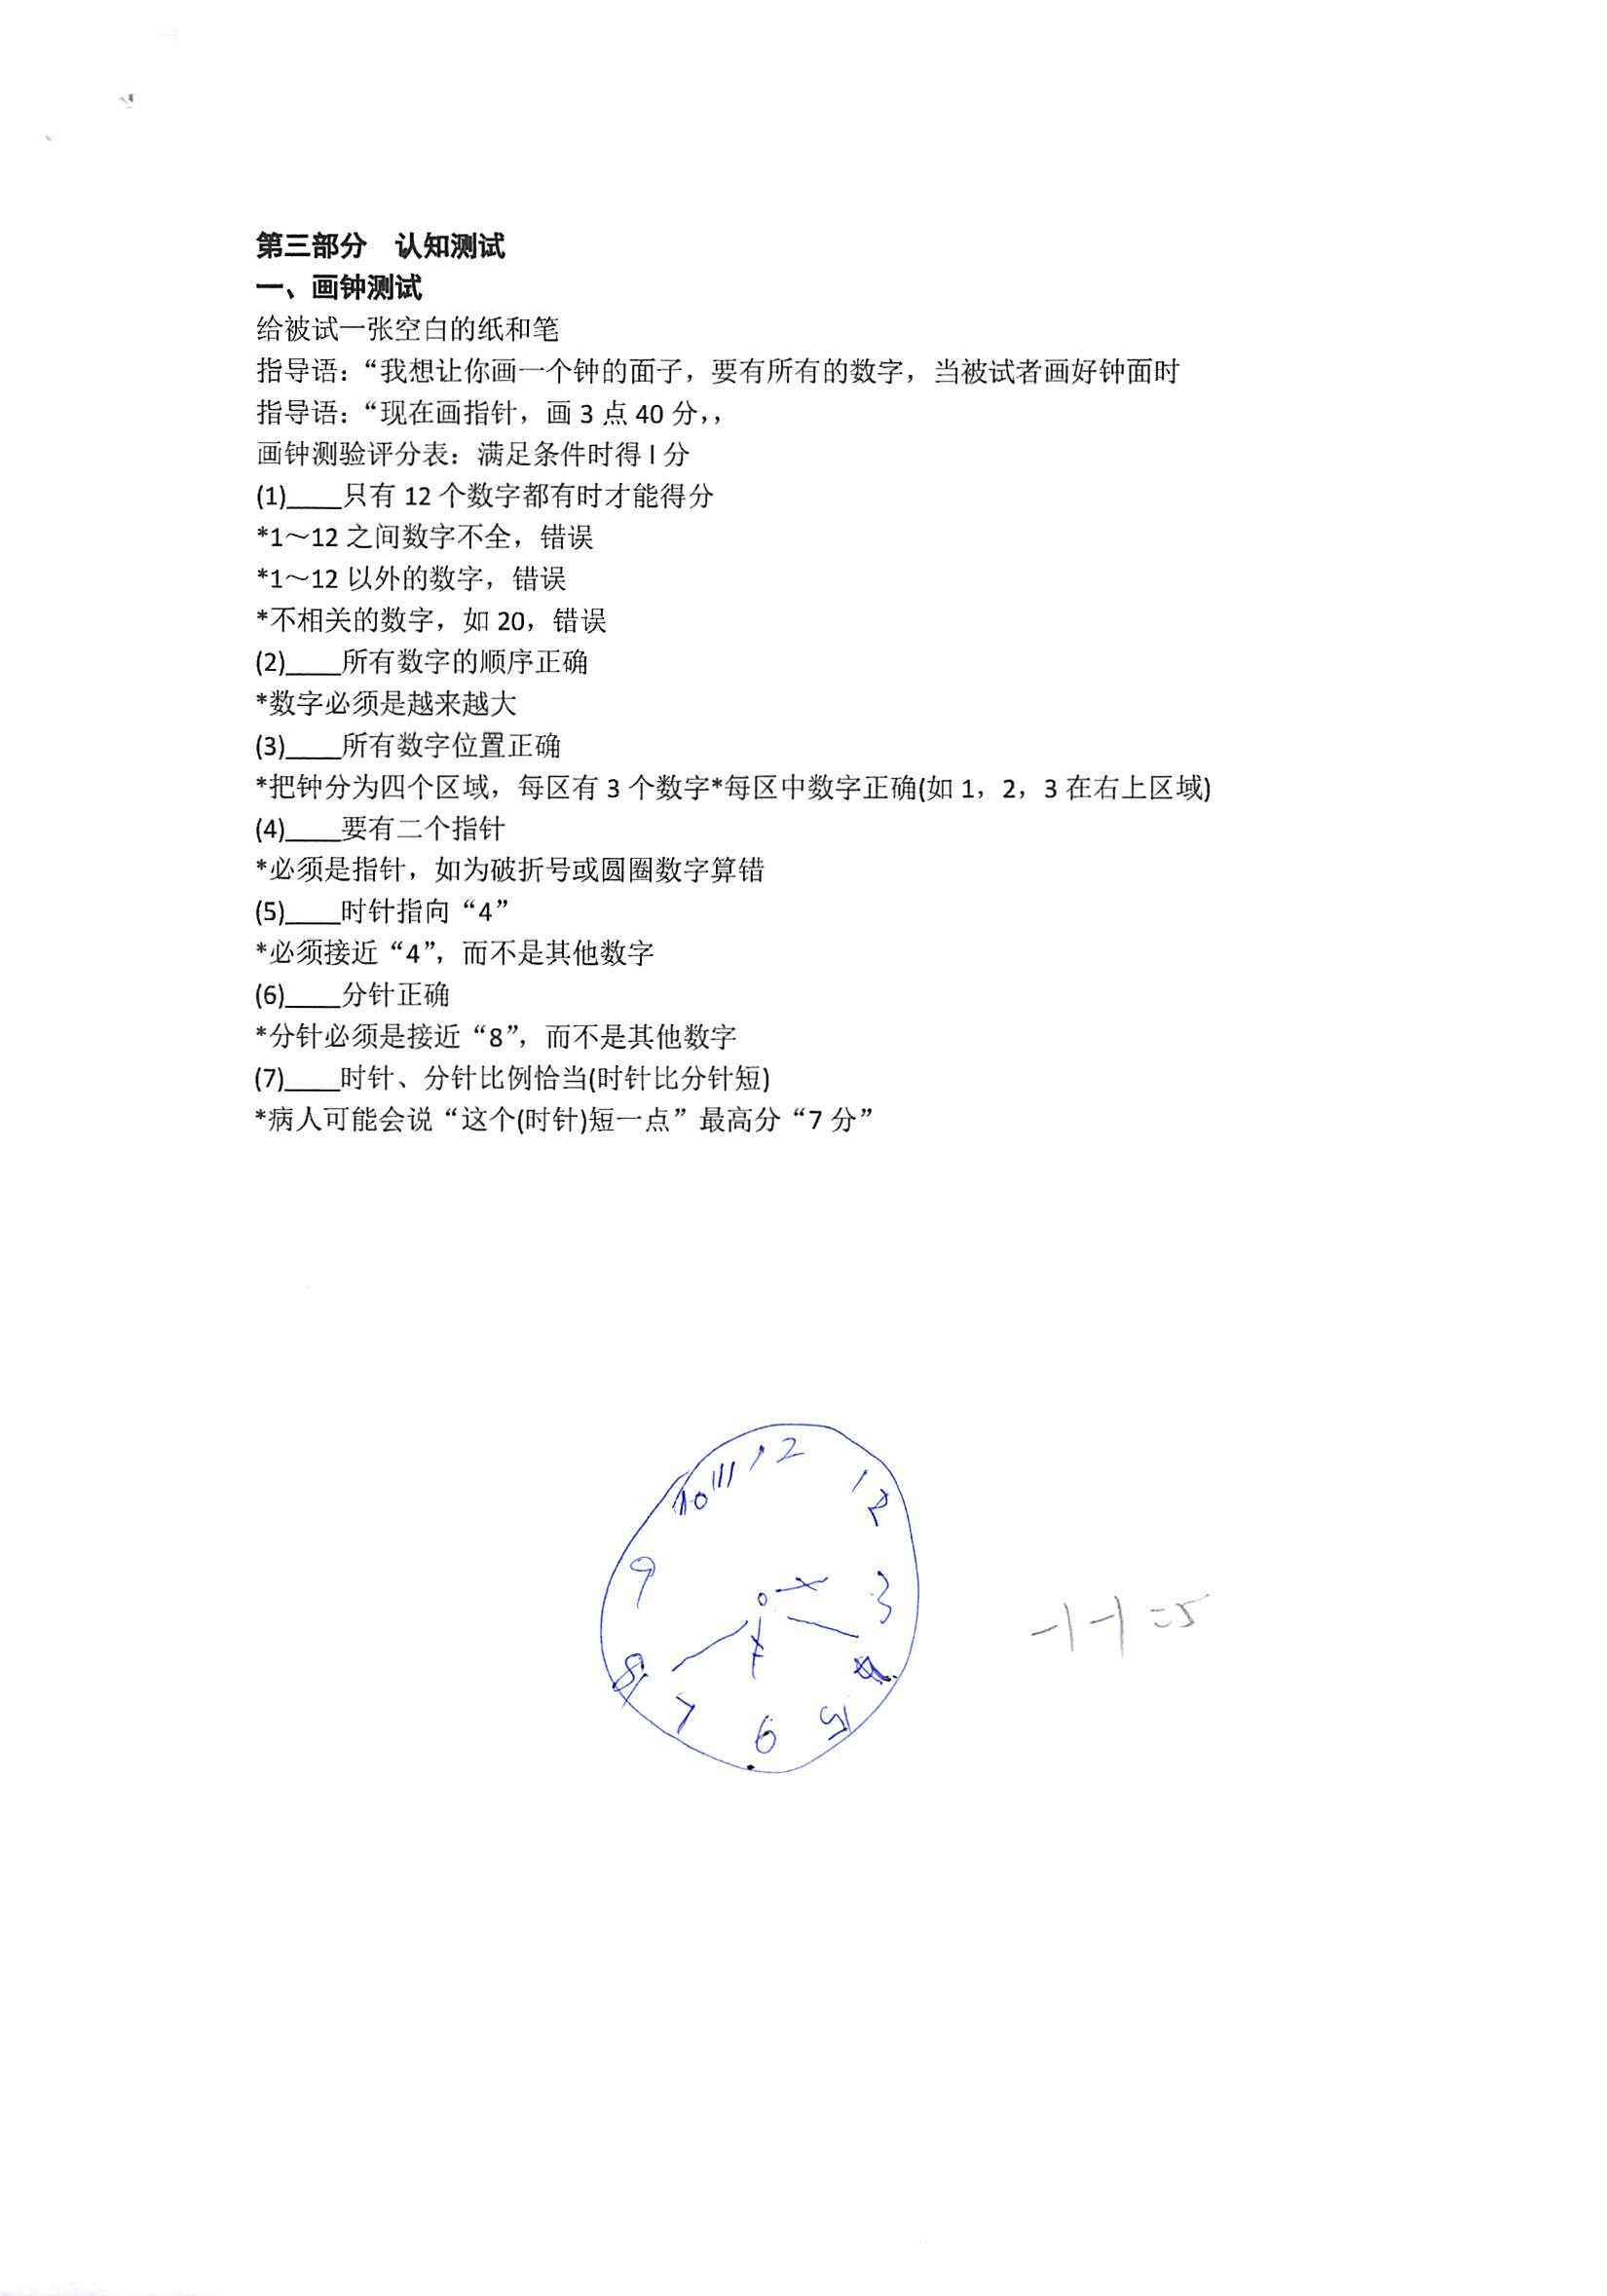 第三部分　认知测试
一、画钟测试
给被试一张空白的纸和笔
指导语：“我想让你画一个钟的面子，要有所有的数字，当被试者画好钟面时
指导语：“现在画指针，画 3 点 40 分，,
画钟测验评分表：满足条件时得 l 分
(1)____只有 12 个数字都有时才能得分
*1～12 之间数字不全，错误
*1～12 以外的数字，错误
*不相关的数字，如 20，错误
(2)____所有数字的顺序正确
*数字必须是越来越大
(3)____所有数字位置正确
*把钟分为四个区域，每区有 3 个数字*每区中数字正确(如 1，2，3 在右上区域)
(4)____要有二个指针
*必须是指针，如为破折号或圆圈数字算错
(5)____时针指向“4”
*必须接近“4”，而不是其他数字
(6)____分针正确
*分针必须是接近“8”，而不是其他数字
(7)____时针、分针比例恰当(时针比分针短)
*病人可能会说“这个(时针)短一点”最高分“7 分”
12
1
2
3
4
5
6
7
8
9
10
11
-1-1=5